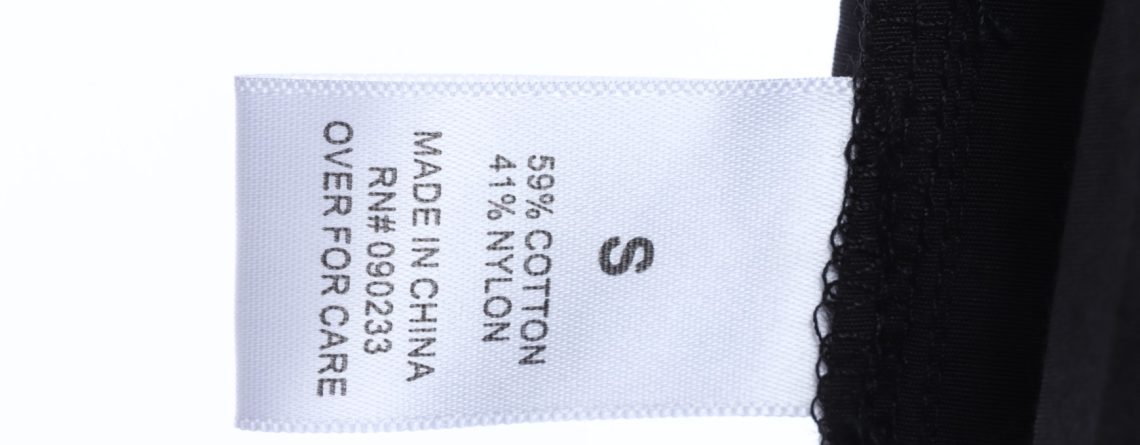 S
59% COTTON
41% NYLON
MADE IN CHINA
RN# 090233
OVER FOR CARE